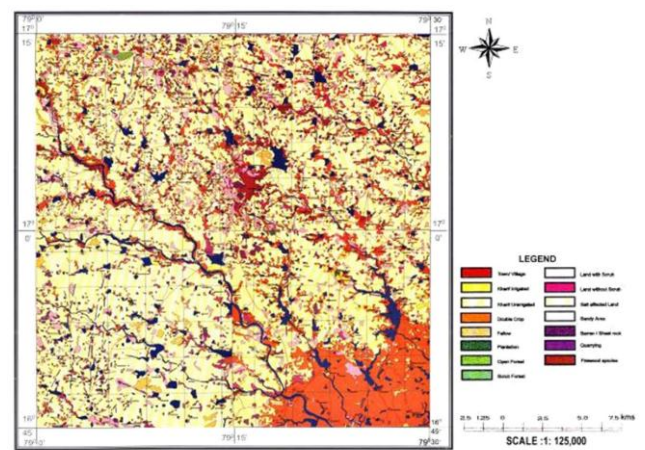 79° 0'
79° 15'
79° 30'
17°
15'
17°
15'
N
W E
S
17°
0'
17°
0'
LEGEND
Town/ Village
Kharif Irrigated
Kharif Unirrigated
Double Crop
Fallow
Plantation
Open Forest
Scrub Forest
Land with Scrub
Land without Scrub
Salt affected Land
Sandy Area
Barren / Sheet rock
Quarrying
16°
45'
16°
45'
79° 0'
79° 15'
79° 30'
2.5 1.25 0 2.5 5.0 7.5 kms
SCALE :1: 125,000